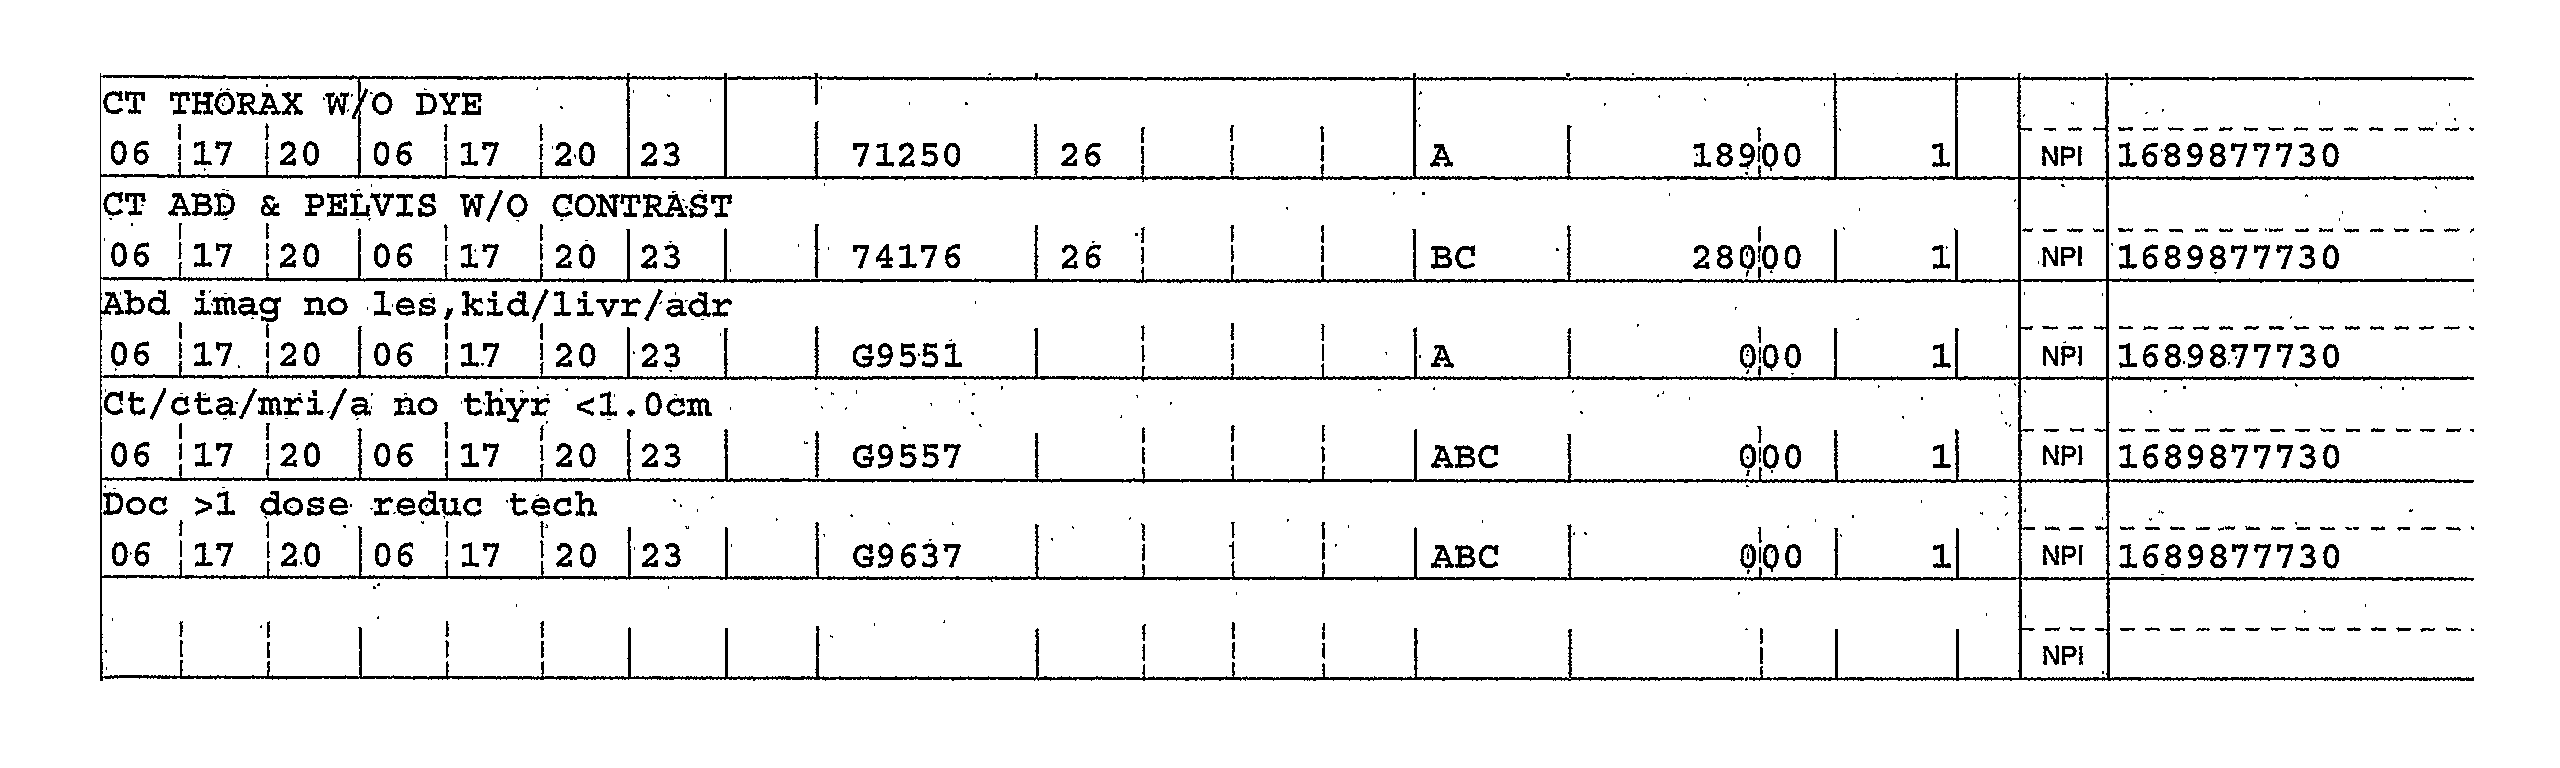 CT THORAX W/O DYE
06 17 20 06 17 20 23 71250 26 A 189 00 1 NPI 1689877730
CT ABD & PELVIS W/O CONTRAST
06 17 20 06 17 20 23 74176 26 BC 280 00 1 NPI 1689877730
Abd imag no les,kid/livr/adr
06 17 20 06 17 20 23 G9551 A 0 00 1 NPI 1689877730
Ct/cta/mri/a no thyr <1.0cm
06 17 20 06 17 20 23 G9557 ABC 0 00 1 NPI 1689877730
Doc >1 dose reduc tech
06 17 20 06 17 20 23 G9637 ABC 0 00 1 NPI 1689877730
NPI